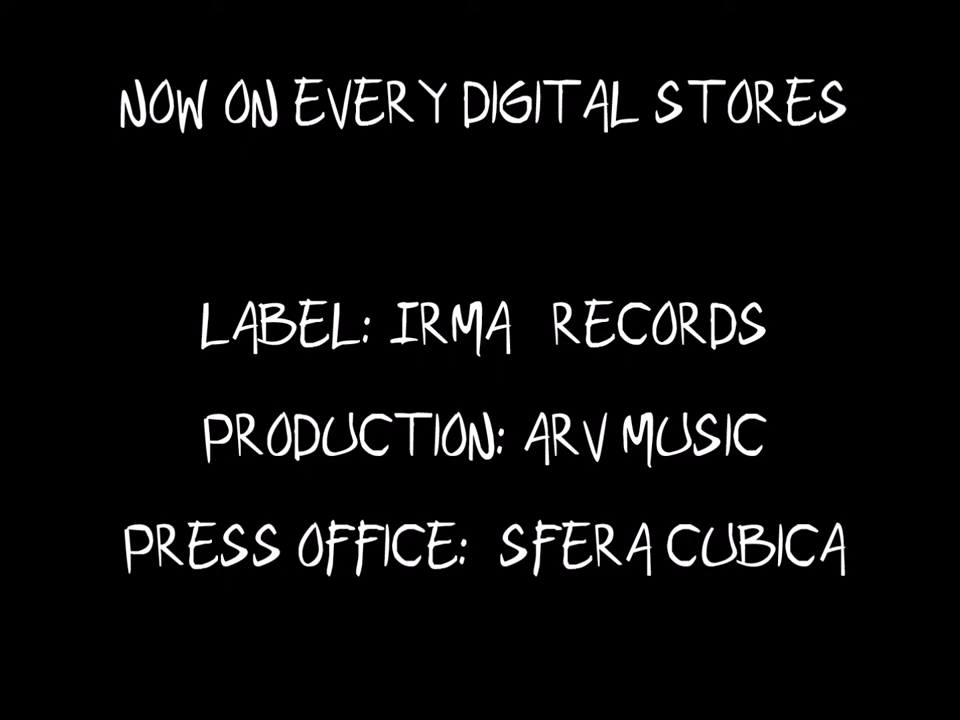 NOW ON EVERY DIGITAL STORES
LABEL: IRMA RECORDS
PRODUCTION: ARV MUSIC
PRESS OFFICE: SFERA CUBICA